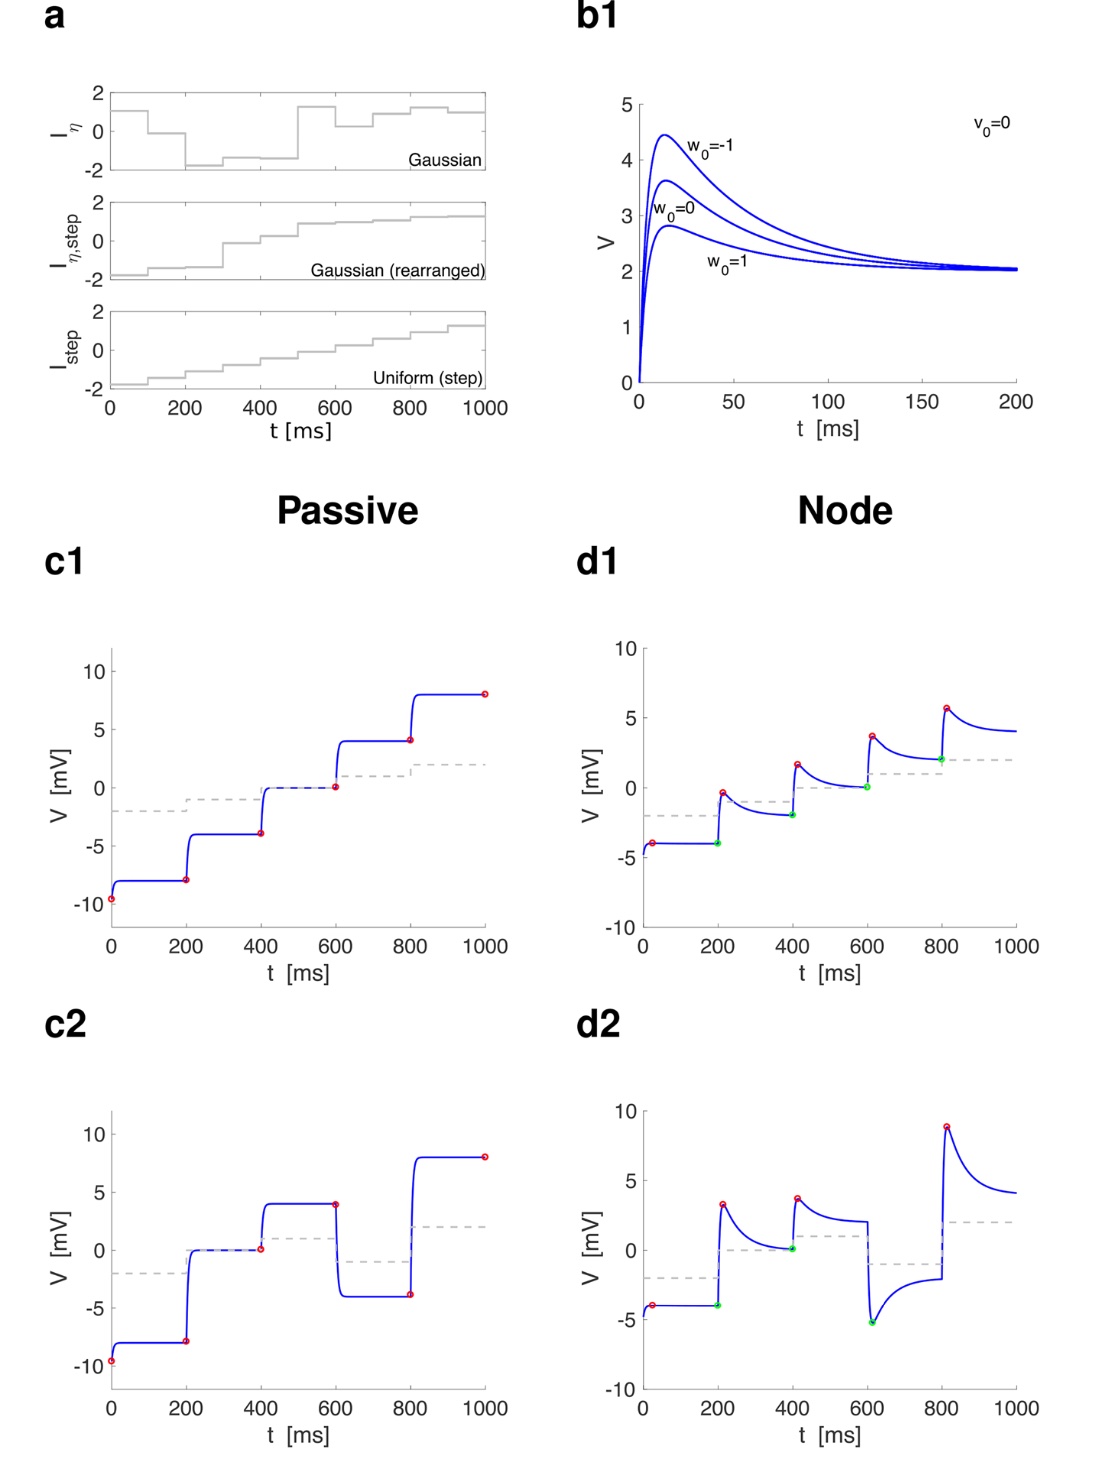 a
2
0
-2
I η
Gaussian
2
0
-2
I η,step
Gaussian (rearranged)
2
0
-2
I step
Uniform (step)
0 200 400 600 800 1000
t [ms]
b1
5
4
3
2
1
0
V
v0=0
w0=-1
w0=0
w0=1
0 50 100 150 200
t [ms]
Passive
Node
c1
10
5
0
-5
-10
V [mV]
0 200 400 600 800 1000
t [ms]
d1
10
5
0
-5
-10
V [mV]
0 200 400 600 800 1000
t [ms]
c2
10
5
0
-5
-10
V [mV]
0 200 400 600 800 1000
t [ms]
d2
10
5
0
-5
-10
V [mV]
0 200 400 600 800 1000
t [ms]